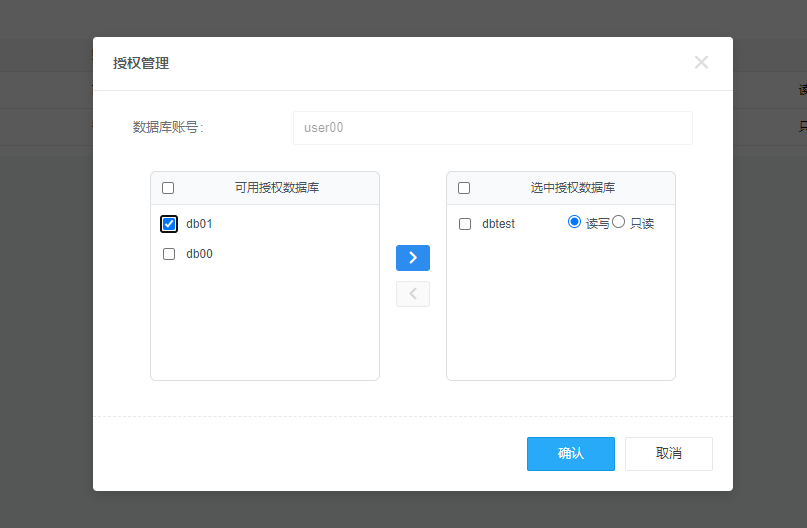 授权管理
数据库账号：
user00
可用授权数据库
选中授权数据库
db01
dbtest 读写 只读
db00
确认 取消